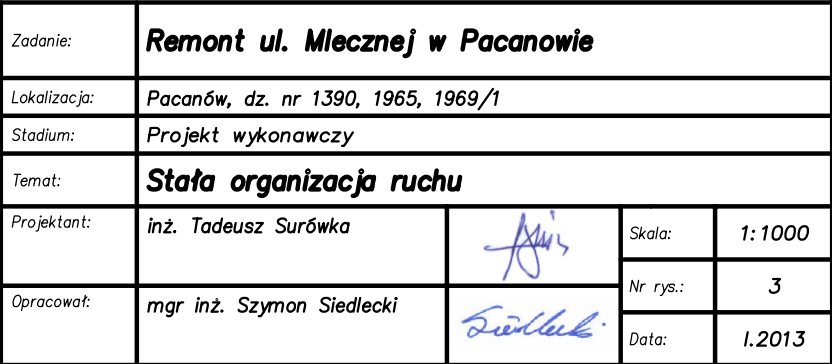 Zadanie: Remont ul. Mlecznej w Pacanowie
Lokalizacja: Pacanów, dz. nr 1390, 1965, 1969/1
Stadium: Projekt wykonawczy
Temat: Stała organizacja ruchu
Projektant: inż. Tadeusz Surówka
Skala: 1:1000
Nr rys.: 3
Opracował: mgr inż. Szymon Siedlecki
Siedlecki
Data: I.2013